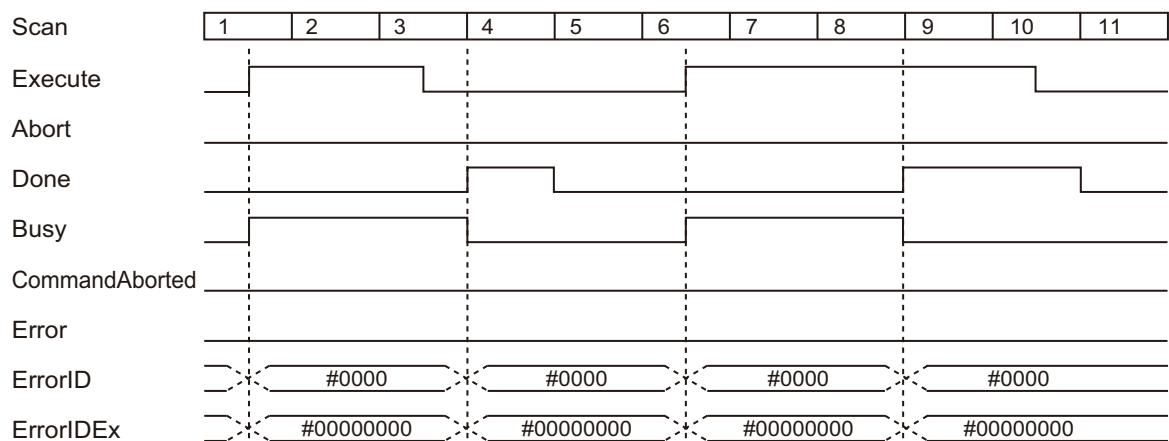 Scan 1 2 3 4 5 6 7 8 9 10 11
Execute
Abort
Done
Busy
CommandAborted
Error
ErrorID #0000 #0000 #0000 #0000
ErrorIDEx #00000000 #00000000 #00000000 #00000000